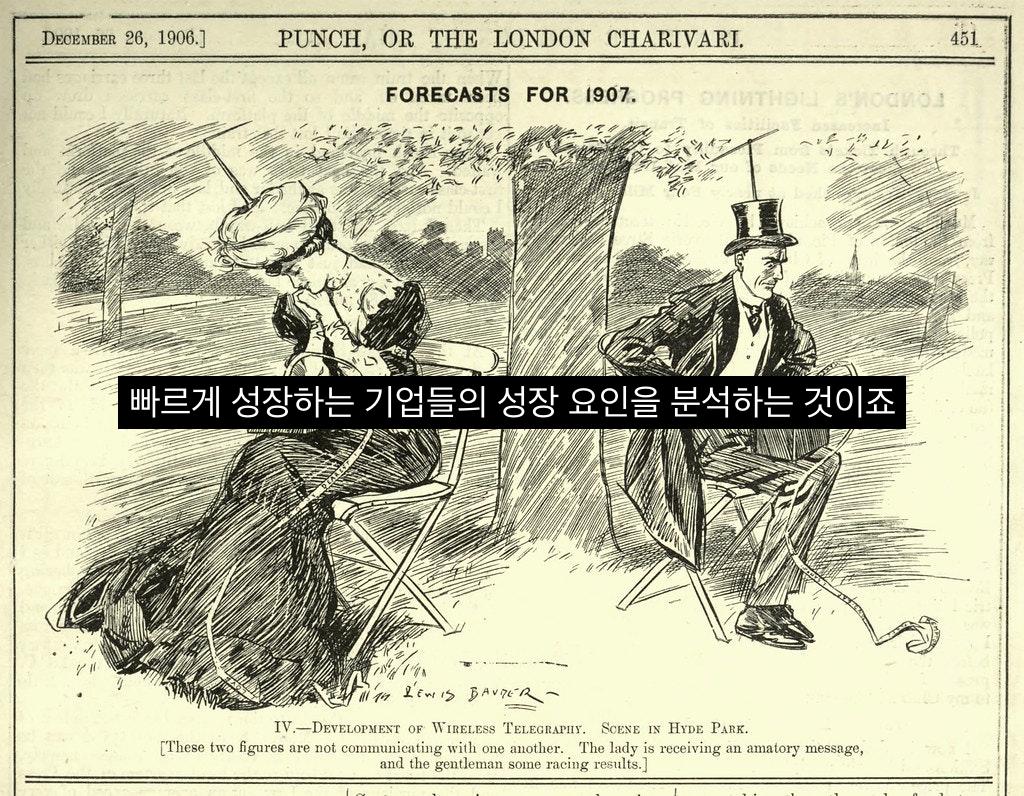 DECEMBER 26, 1906.] PUNCH, OR THE LONDON CHARIVARI. 451
FORECASTS FOR 1907.
빠르게 성장하는 기업들의 성장 요인을 분석하는 것이죠
LEWIS BAUMER
IV.—DEVELOPMENT OF WIRELESS TELEGRAPHY. SCENE IN HYDE PARK.
[These two figures are not communicating with one another. The lady is receiving an amatory message,
and the gentleman some racing results.]